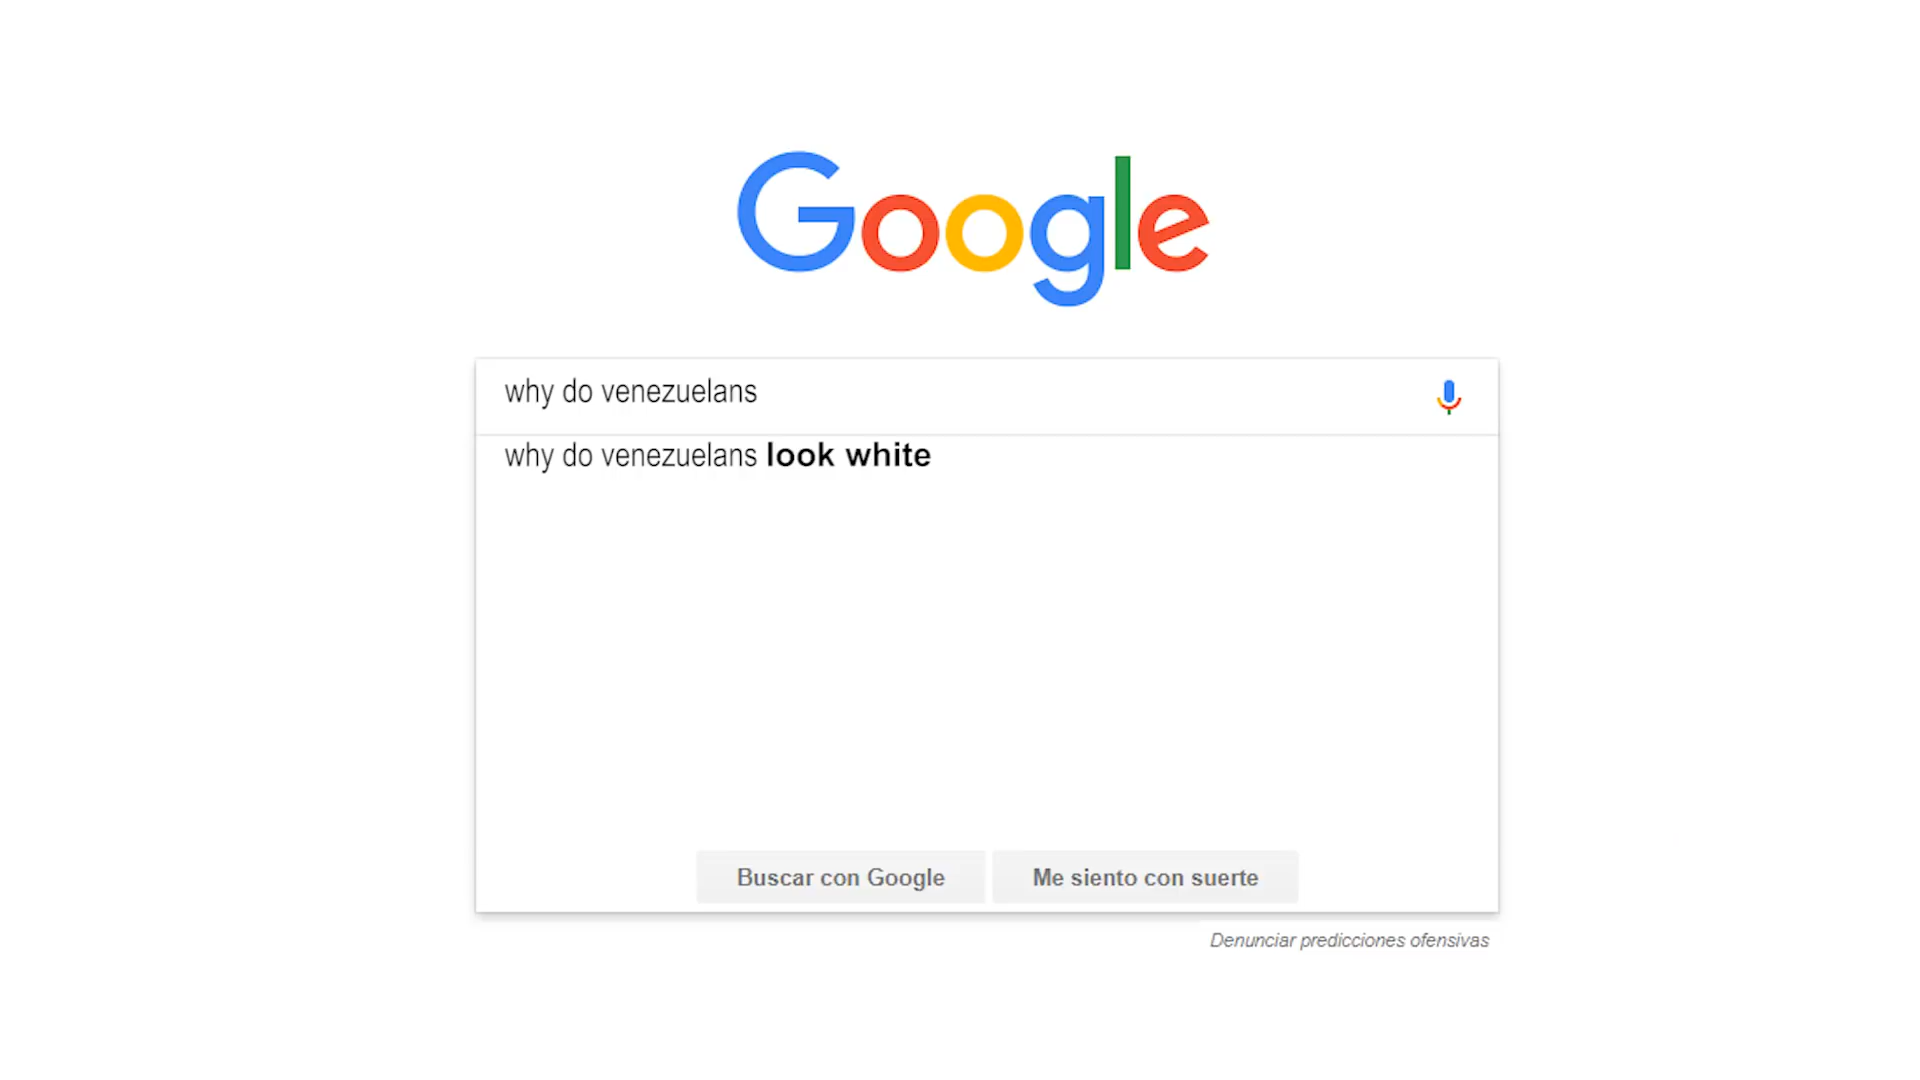 Google
why do venezuelans
why do venezuelans look white
Buscar con Google
Me siento con suerte
Denunciar predicciones ofensivas